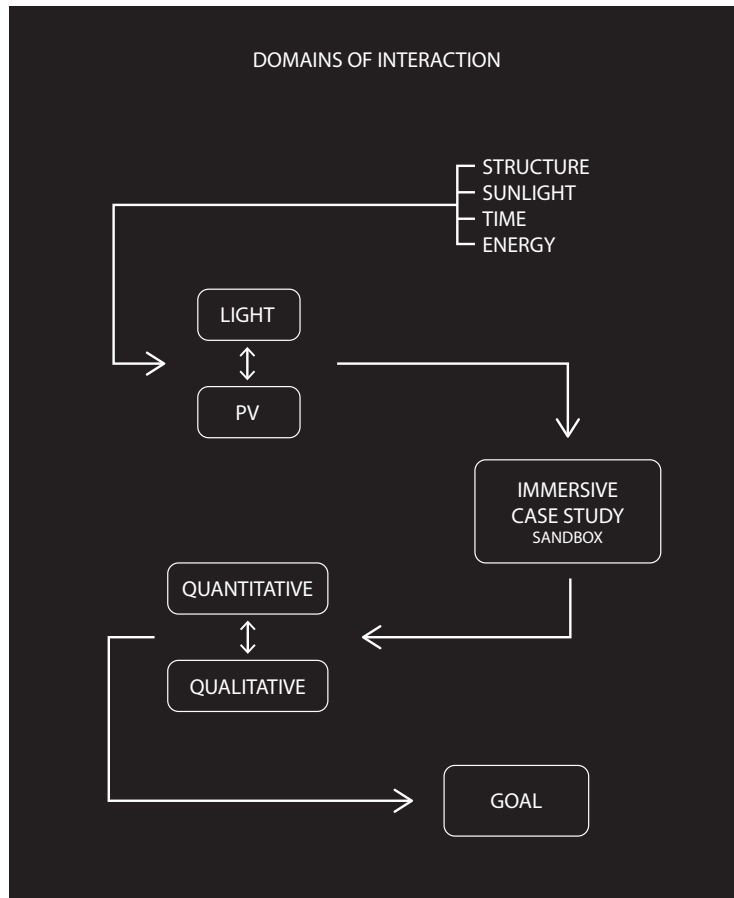 DOMAINS OF INTERACTION
STRUCTURE
SUNLIGHT
TIME
ENERGY
LIGHT
PV
IMMERSIVE
CASE STUDY
SANDBOX
QUANTITATIVE
QUALITATIVE
GOAL